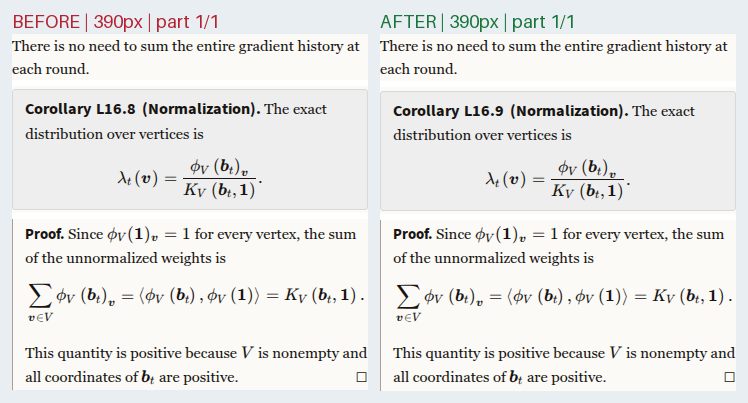 BEFORE | 390px | part 1/1
There is no need to sum the entire gradient history at
each round.
Corollary L16.8 (Normalization). The exact
distribution over vertices is
λ_t (v) = ϕ_V (b_t)_v / K_V (b_t, 1) .
Proof. Since ϕ_V (1)_v = 1 for every vertex, the sum
of the unnormalized weights is
∑_{v∈V} ϕ_V (b_t)_v = ⟨ϕ_V (b_t) , ϕ_V (1)⟩ = K_V (b_t, 1) .
This quantity is positive because V is nonempty and
all coordinates of b_t are positive. □
AFTER | 390px | part 1/1
There is no need to sum the entire gradient history at
each round.
Corollary L16.9 (Normalization). The exact
distribution over vertices is
λ_t (v) = ϕ_V (b_t)_v / K_V (b_t, 1) .
Proof. Since ϕ_V (1)_v = 1 for every vertex, the sum
of the unnormalized weights is
∑_{v∈V} ϕ_V (b_t)_v = ⟨ϕ_V (b_t) , ϕ_V (1)⟩ = K_V (b_t, 1) .
This quantity is positive because V is nonempty and
all coordinates of b_t are positive. □